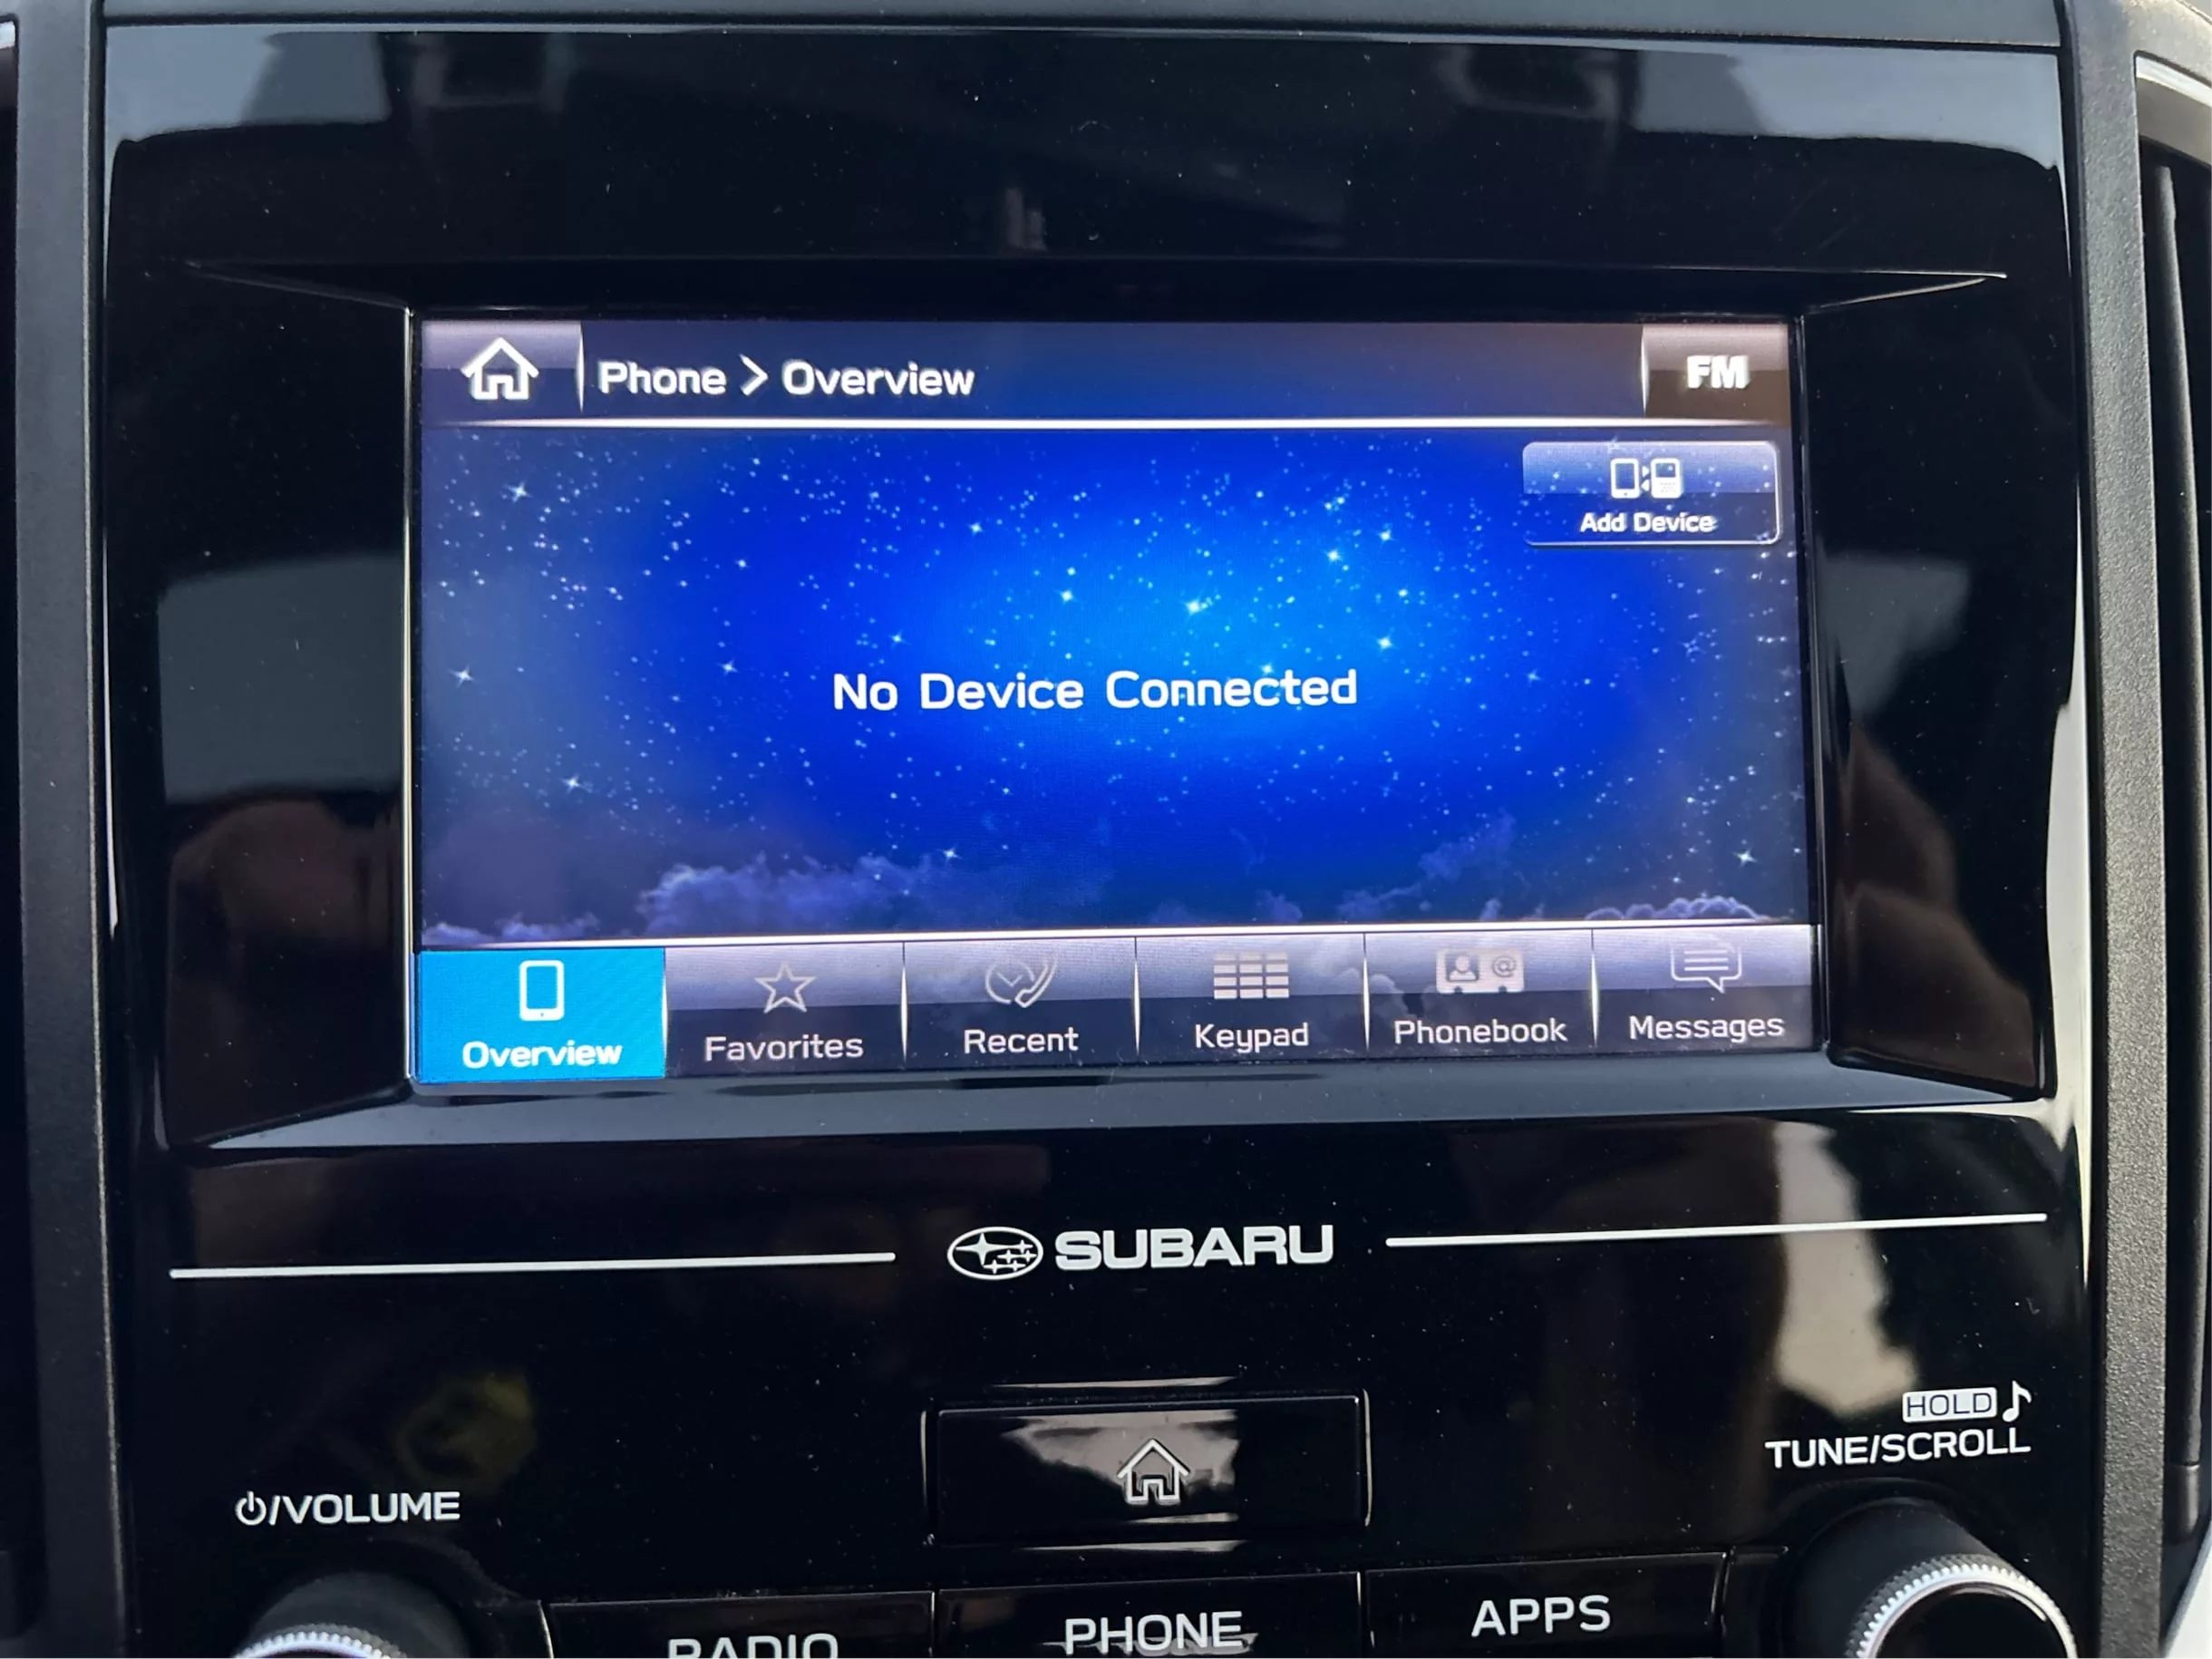 Phone > Overview
FM
Add Device
No Device Connected
Overview
Favorites
Recent
Keypad
Phonebook
Messages
SUBARU
HOLD
TUNE/SCROLL
/VOLUME
RADIO
PHONE
APPS